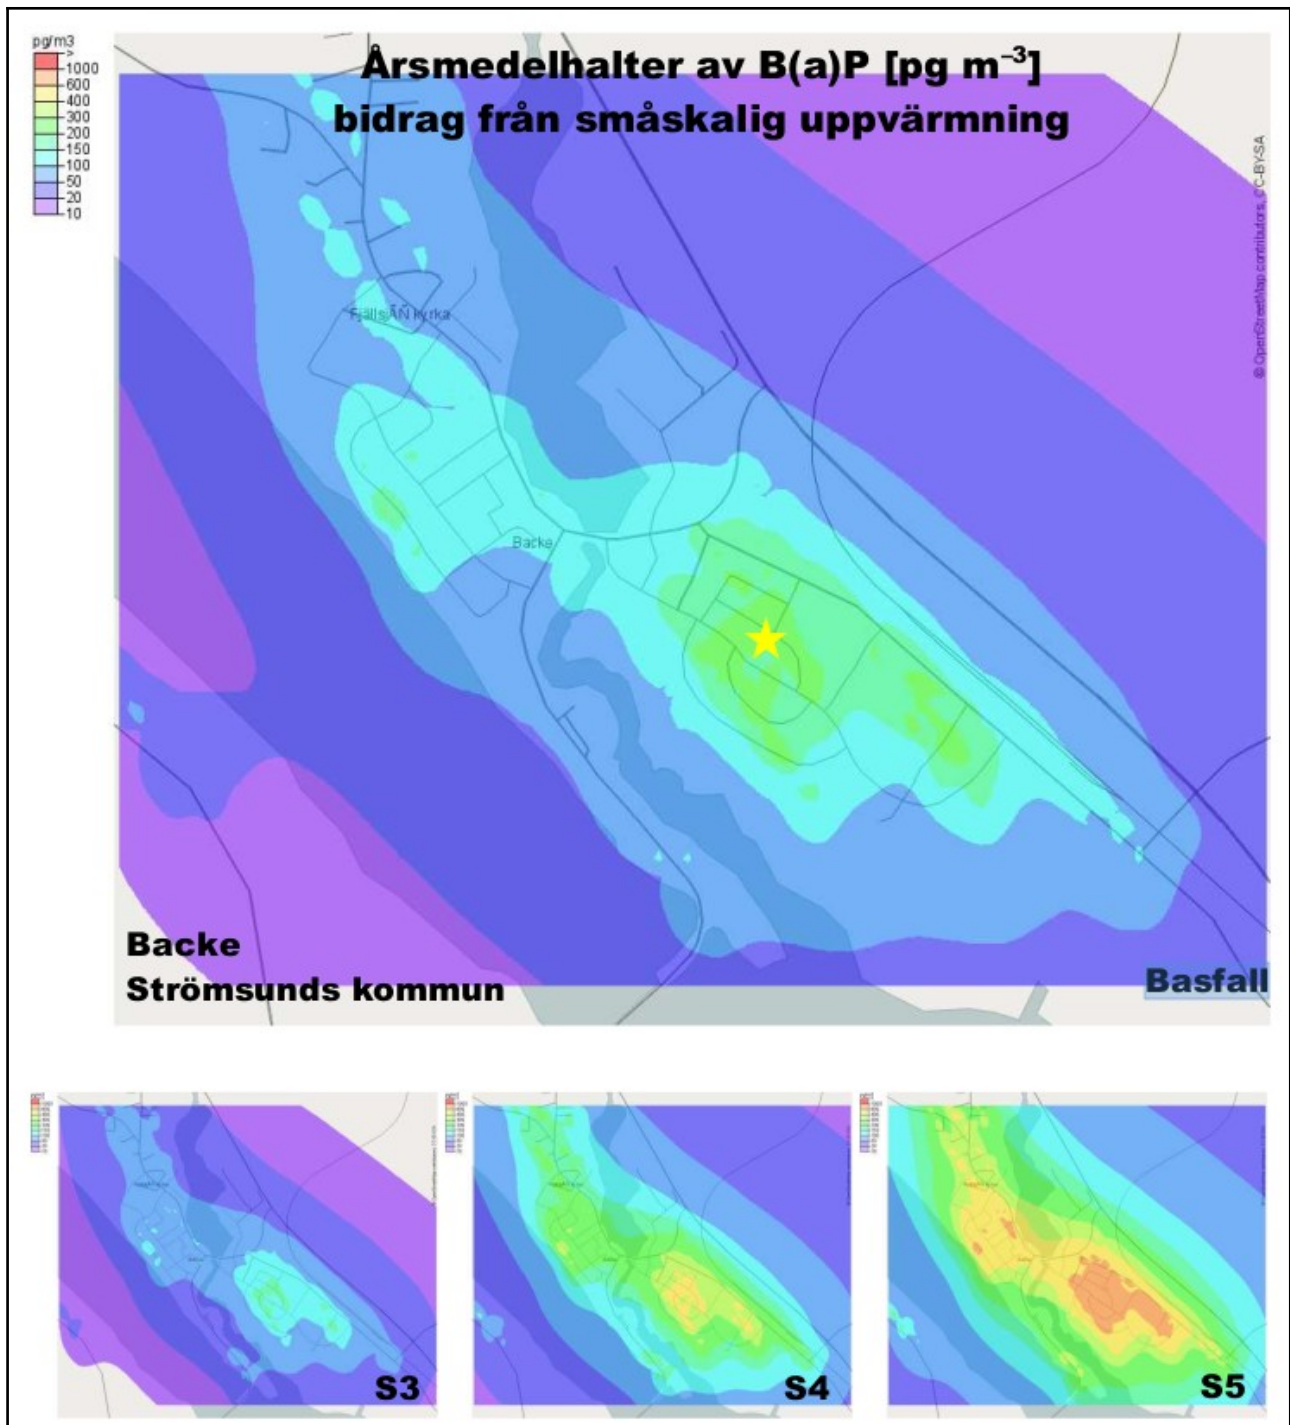 pg/m3
>
1000
600
400
300
200
150
100
50
20
10
Årsmedelhalter av B(a)P [pg m⁻³]
bidrag från småskalig uppvärmning
© OpenStreetMap contributors, CC-BY-SA
FjällsjÃÑ kyrka
Backe
Backe
Strömsunds kommun
Basfall
S3
S4
S5